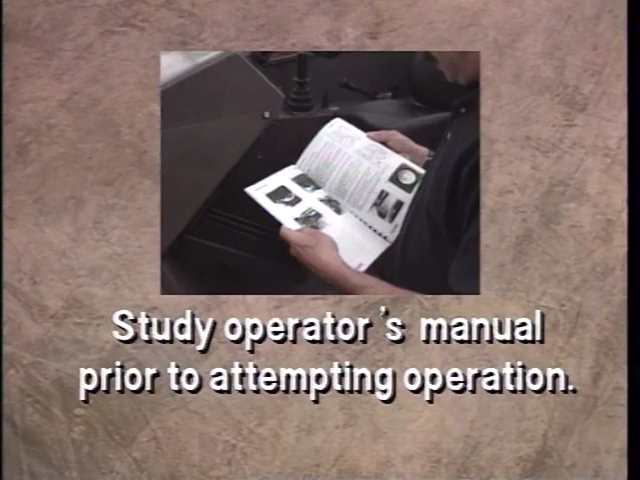 Study operator's manual
prior to attempting operation.